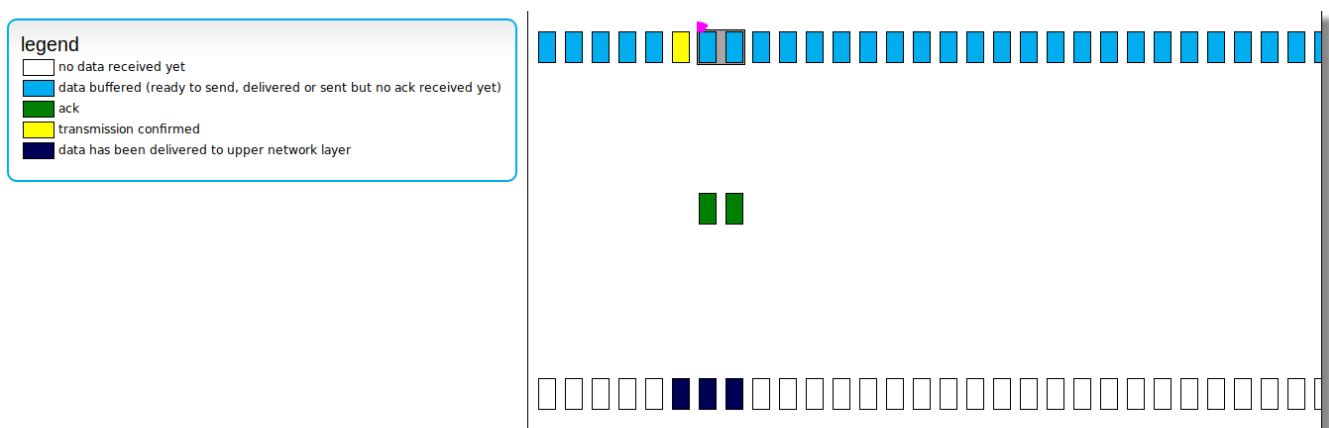 legend
no data received yet
data buffered (ready to send, delivered or sent but no ack received yet)
ack
transmission confirmed
data has been delivered to upper network layer